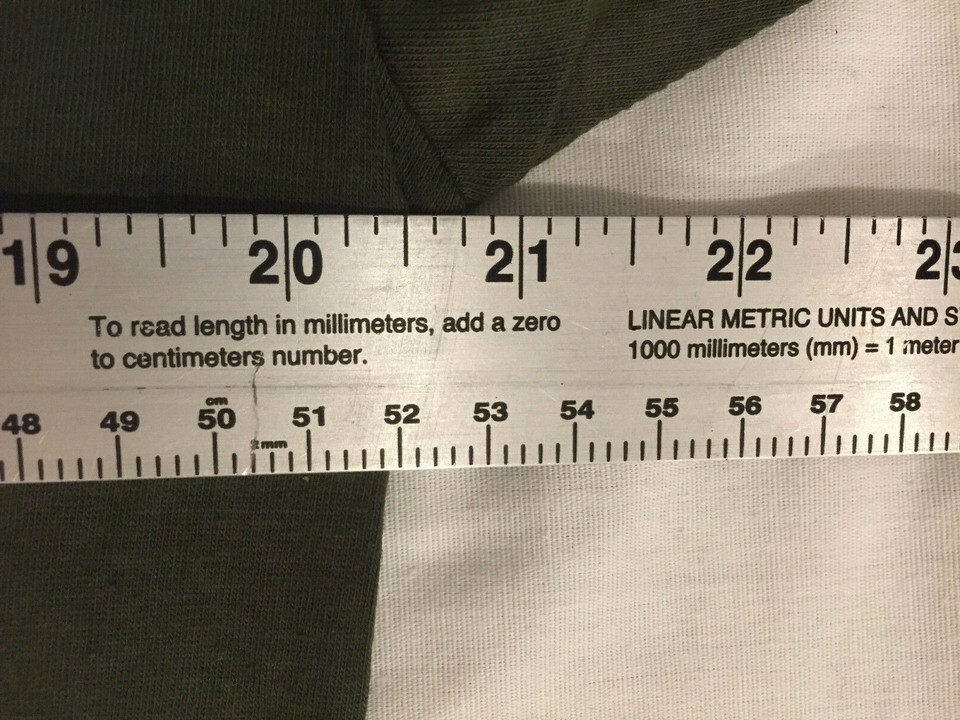 19 20 21 22 23
To read length in millimeters, add a zero
to centimeters number.
LINEAR METRIC UNITS AND S
1000 millimeters (mm) = 1 meter
cm
48 49 50 51 52 53 54 55 56 57 58
mm